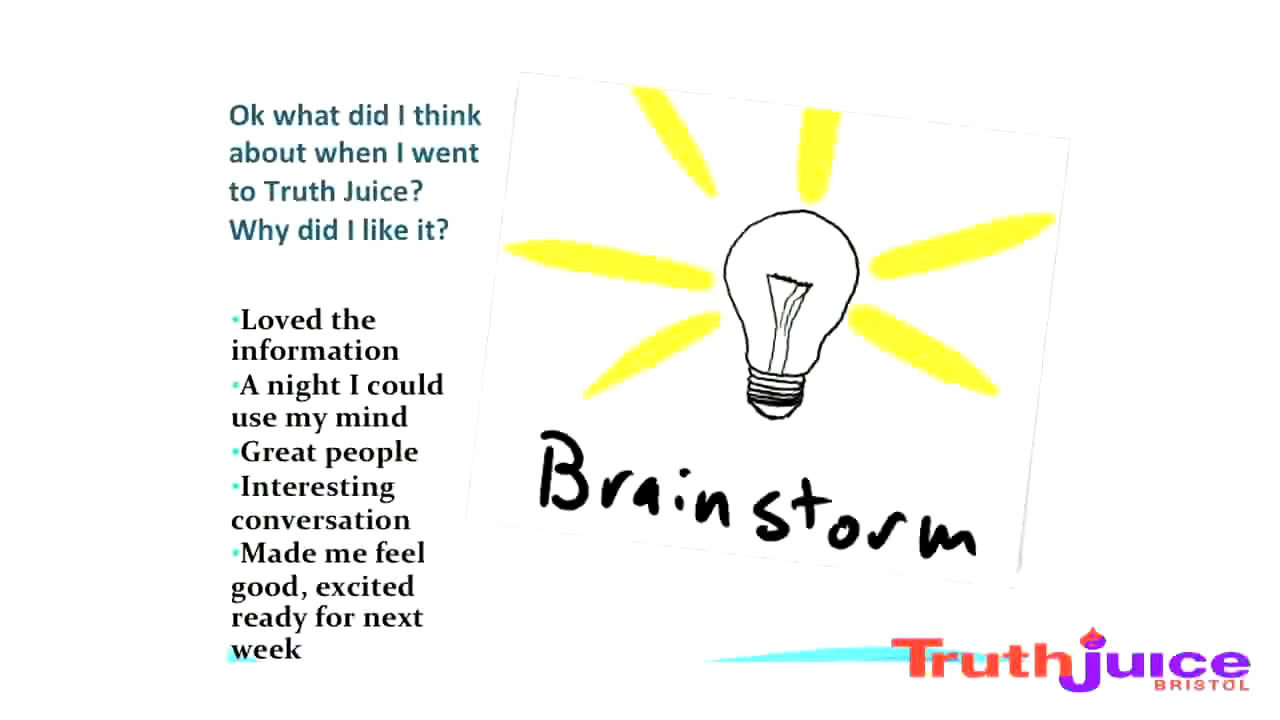 Ok what did I think
about when I went
to Truth Juice?
Why did I like it?
•Loved the
information
•A night I could
use my mind
•Great people
•Interesting
conversation
•Made me feel
good, excited
ready for next
week
Brainstorm
Truthjuice
BRISTOL